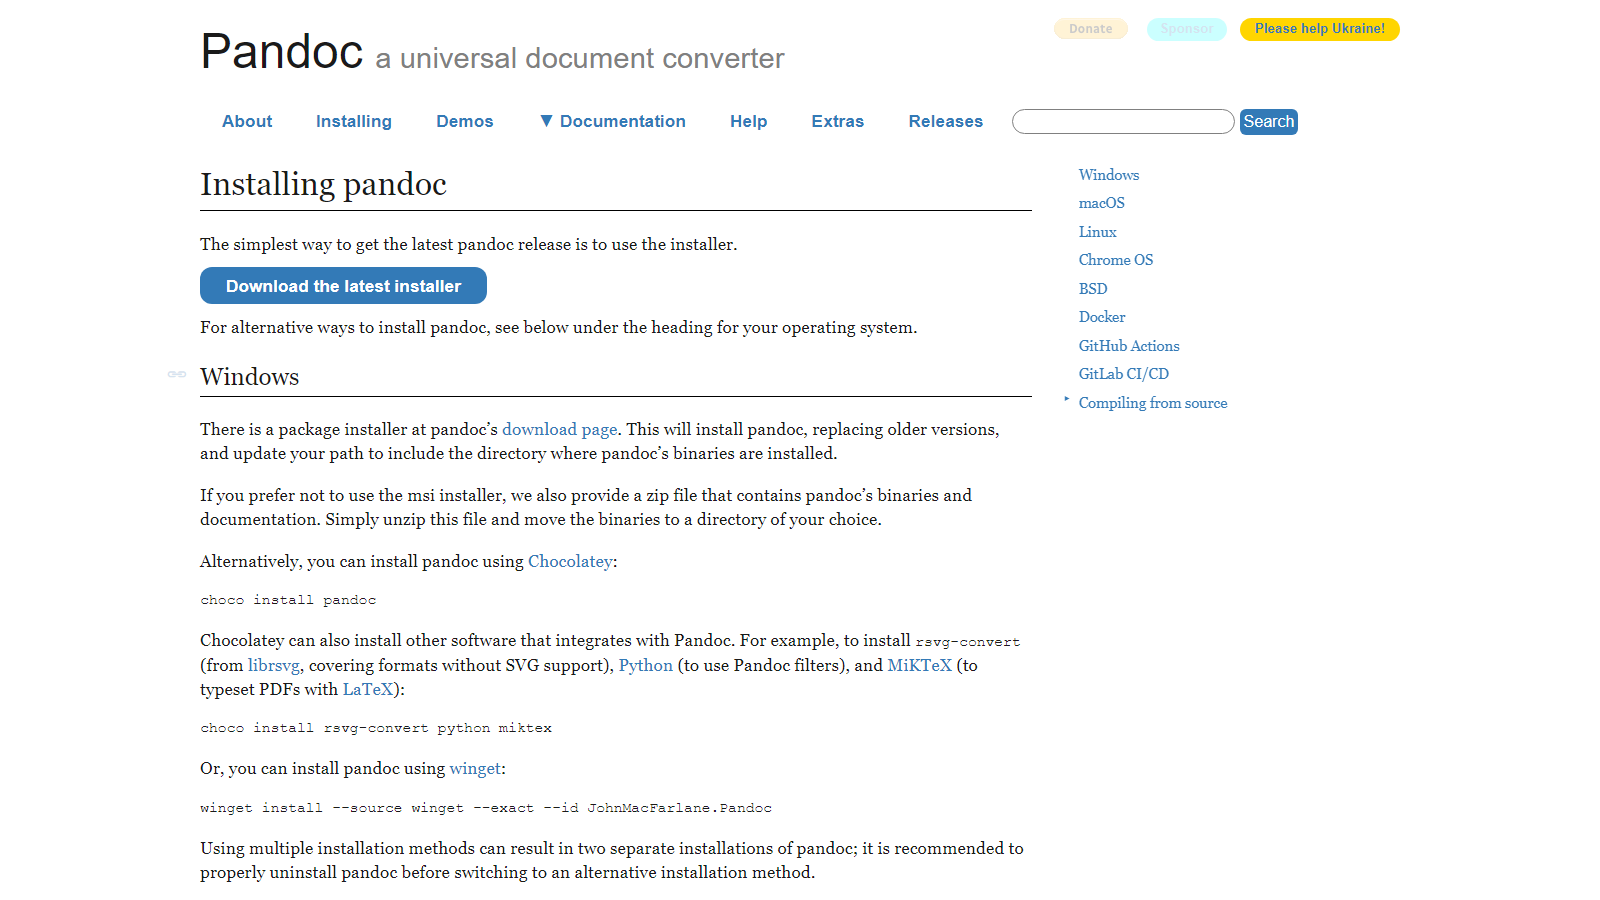 Pandoc a universal document converter
Donate
Sponsor
Please help Ukraine!
About
Installing
Demos
▼ Documentation
Help
Extras
Releases
Search
Installing pandoc
The simplest way to get the latest pandoc release is to use the installer.
Download the latest installer
For alternative ways to install pandoc, see below under the heading for your operating system.
Windows
There is a package installer at pandoc’s download page. This will install pandoc, replacing older versions,
and update your path to include the directory where pandoc’s binaries are installed.
If you prefer not to use the msi installer, we also provide a zip file that contains pandoc’s binaries and
documentation. Simply unzip this file and move the binaries to a directory of your choice.
Alternatively, you can install pandoc using Chocolatey:
choco install pandoc
Chocolatey can also install other software that integrates with Pandoc. For example, to install rsvg-convert
(from librsvg, covering formats without SVG support), Python (to use Pandoc filters), and MiKTeX (to
typeset PDFs with LaTeX):
choco install rsvg-convert python miktex
Or, you can install pandoc using winget:
winget install --source winget --exact --id JohnMacFarlane.Pandoc
Using multiple installation methods can result in two separate installations of pandoc; it is recommended to
properly uninstall pandoc before switching to an alternative installation method.
Windows
macOS
Linux
Chrome OS
BSD
Docker
GitHub Actions
GitLab CI/CD
‣ Compiling from source